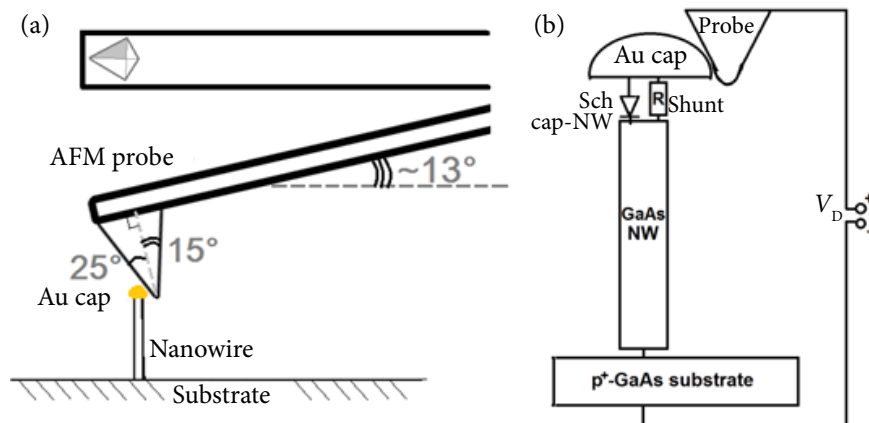 (a)
AFM probe
~13°
25°
15°
Au cap
Nanowire
Substrate
(b)
Probe
Au cap
Sch
cap-NW
R
Shunt
GaAs
NW
V_D
+
-
p⁺-GaAs substrate